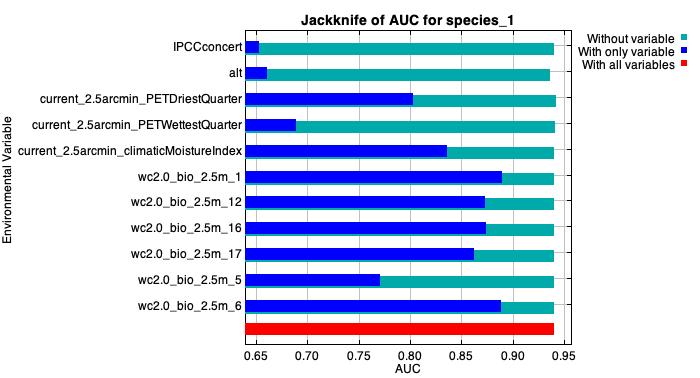 Jackknife of AUC for species_1
Without variable
With only variable
With all variables
Environmental Variable
IPCCconcert
alt
current_2.5arcmin_PETDriestQuarter
current_2.5arcmin_PETWettestQuarter
current_2.5arcmin_climaticMoistureIndex
wc2.0_bio_2.5m_1
wc2.0_bio_2.5m_12
wc2.0_bio_2.5m_16
wc2.0_bio_2.5m_17
wc2.0_bio_2.5m_5
wc2.0_bio_2.5m_6
0.65 0.70 0.75 0.80 0.85 0.90 0.95
AUC